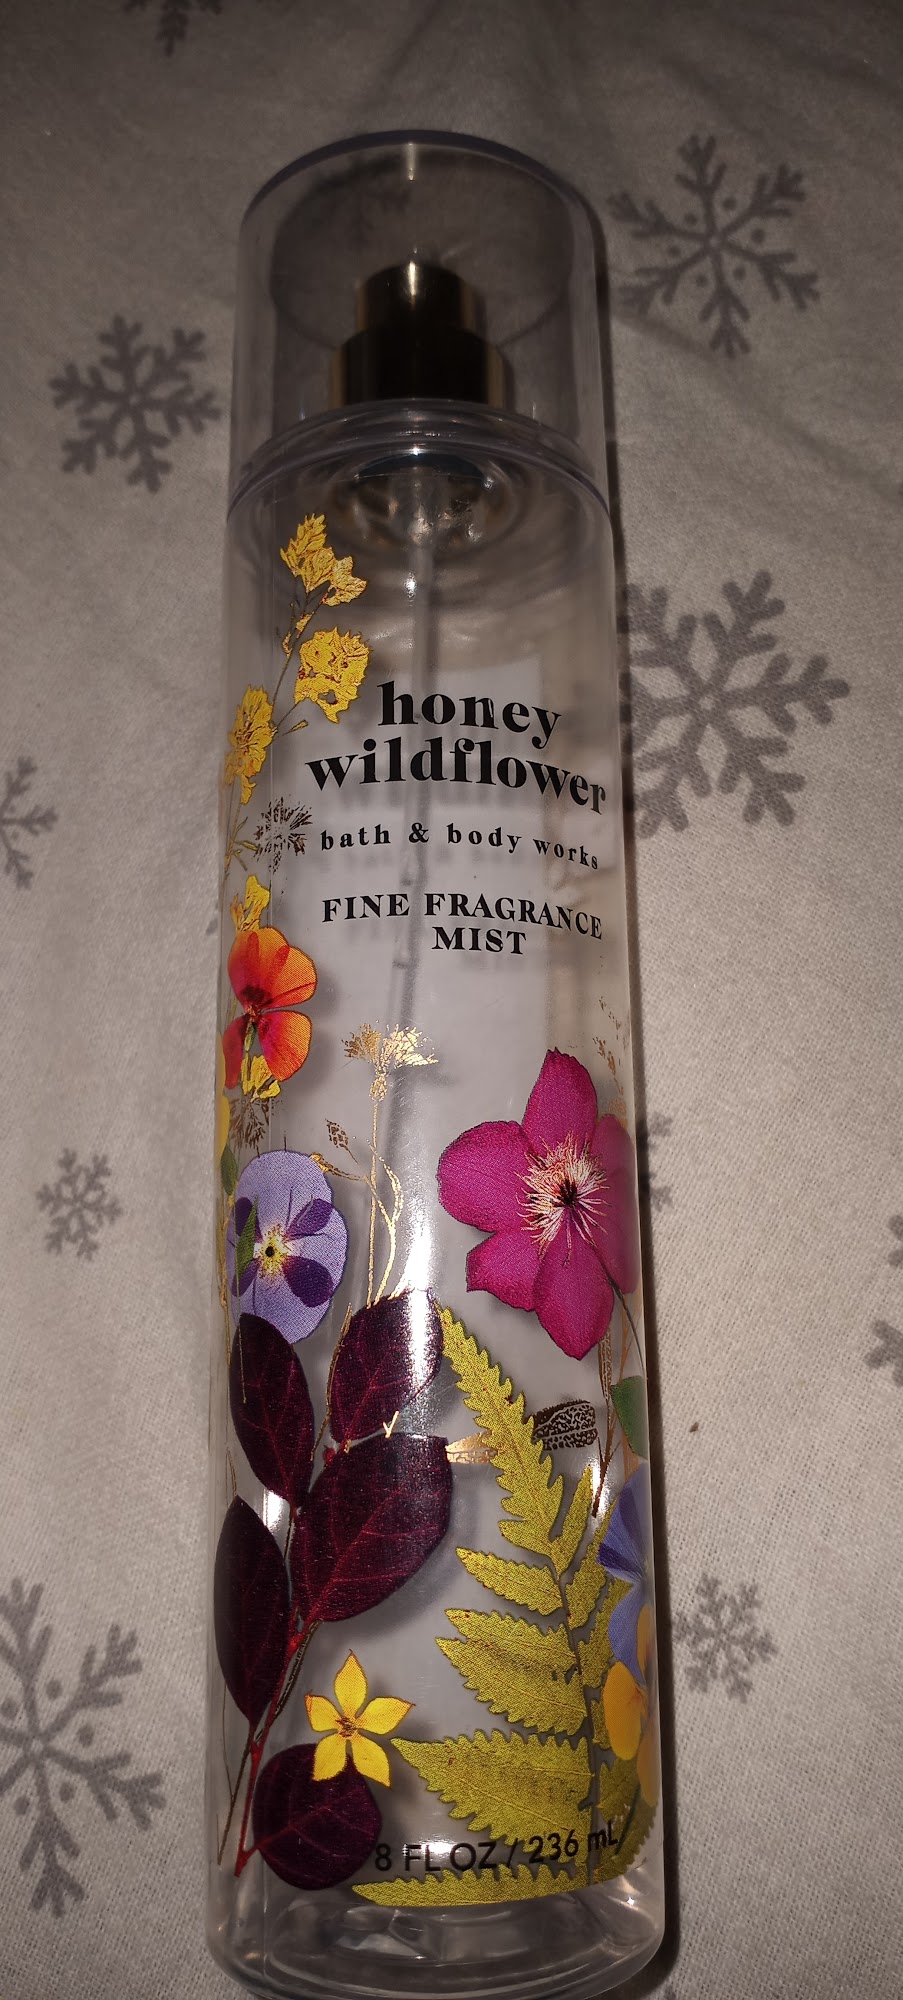 honey
wildflower
bath & body works
FINE FRAGRANCE
MIST
8 FL OZ / 236 mL